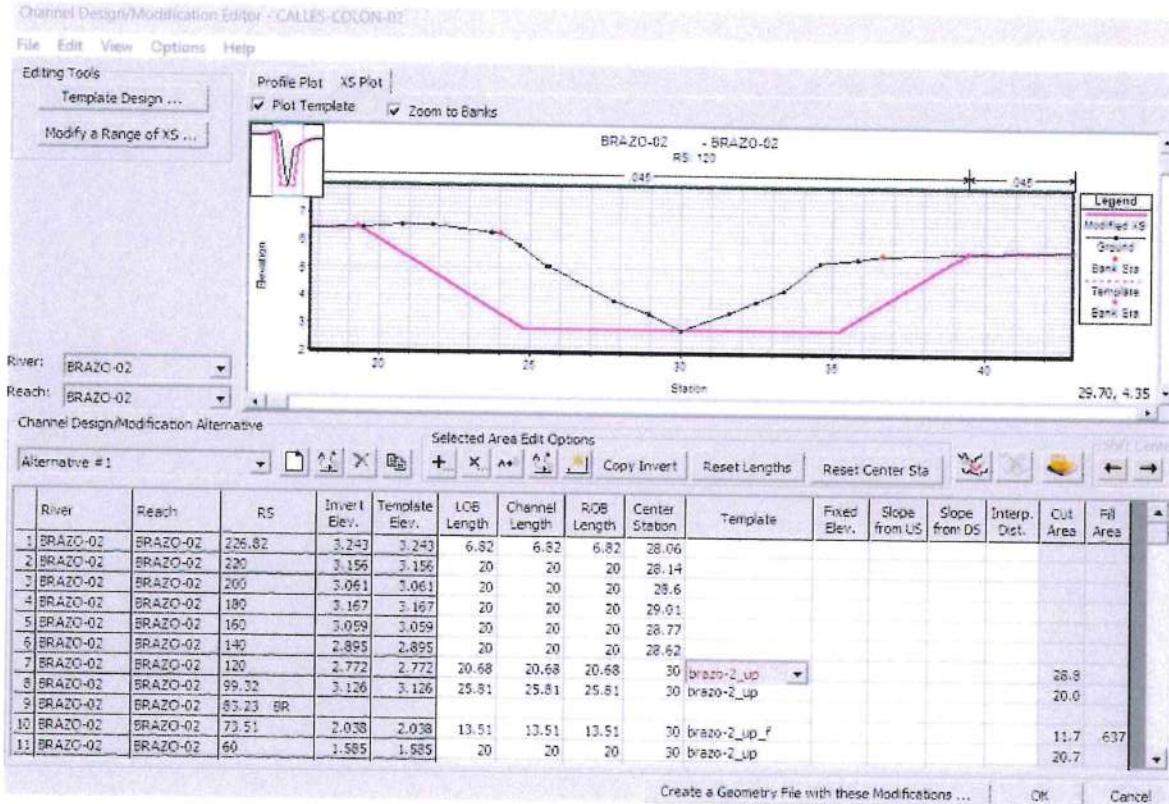 Channel Design/Modification Editor - CALLES-COLON-02
File Edit View Options Help
Editing Tools
Template Design ...
Modify a Range of XS ...
Profile Plot XS Plot
Plot Template Zoom to Banks
BRAZO-02 - BRAZO-02
RS: 120
.045 .045
Elevation
7
6
5
4
3
2
20 25 30 35 40
Station
Legend
Modified XS
Ground
Bank Sta
Template
Bank Sta
29.70, 4.35
River: BRAZO-02
Reach: BRAZO-02
Channel Design/Modification Alternative
Alternative #1
Selected Area Edit Options
Copy Invert Reset Lengths Reset Center Sta
River Reach RS Invert Elev. Template Elev. LOB Length Channel Length ROB Length Center Station Template Fixed Elev. Slope from US Slope from DS Interp. Dist. Cut Area Fill Area
1 BRAZO-02 BRAZO-02 226.82 3.243 3.243 6.82 6.82 6.82 28.06
2 BRAZO-02 BRAZO-02 220 3.156 3.156 20 20 20 28.14
3 BRAZO-02 BRAZO-02 200 3.061 3.061 20 20 20 28.6
4 BRAZO-02 BRAZO-02 180 3.167 3.167 20 20 20 29.01
5 BRAZO-02 BRAZO-02 160 3.059 3.059 20 20 20 28.77
6 BRAZO-02 BRAZO-02 140 2.895 2.895 20 20 20 28.62
7 BRAZO-02 BRAZO-02 120 2.772 2.772 20.68 20.68 20.68 30 brazo-2_up 28.8
8 BRAZO-02 BRAZO-02 99.32 3.126 3.126 25.81 25.81 25.81 30 brazo-2_up 20.0
9 BRAZO-02 BRAZO-02 83.23 BR
10 BRAZO-02 BRAZO-02 73.51 2.038 2.038 13.51 13.51 13.51 30 brazo-2_up_f 11.7 .637
11 BRAZO-02 BRAZO-02 60 1.585 1.585 20 20 20 30 brazo-2_up 20.7
Create a Geometry File with these Modifications ... OK Cancel